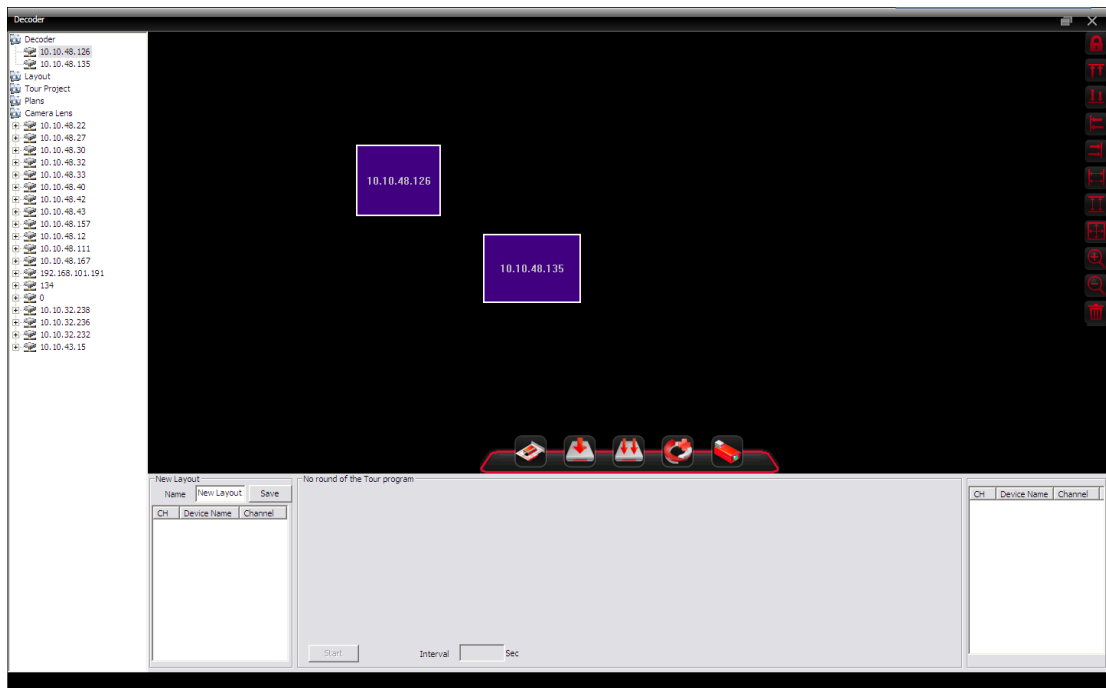 Decoder
Decoder
10.10.48.126
10.10.48.135
Layout
Tour Project
Plans
Camera Lens
10.10.48.22
10.10.48.27
10.10.48.30
10.10.48.32
10.10.48.33
10.10.48.40
10.10.48.42
10.10.48.43
10.10.48.157
10.10.48.12
10.10.48.111
10.10.48.167
192.168.101.191
134
0
10.10.32.238
10.10.32.236
10.10.32.232
10.10.43.15
10.10.48.126
10.10.48.135
New Layout
Name New Layout Save
CH Device Name Channel
No round of the Tour program
Start Interval Sec
CH Device Name Channel